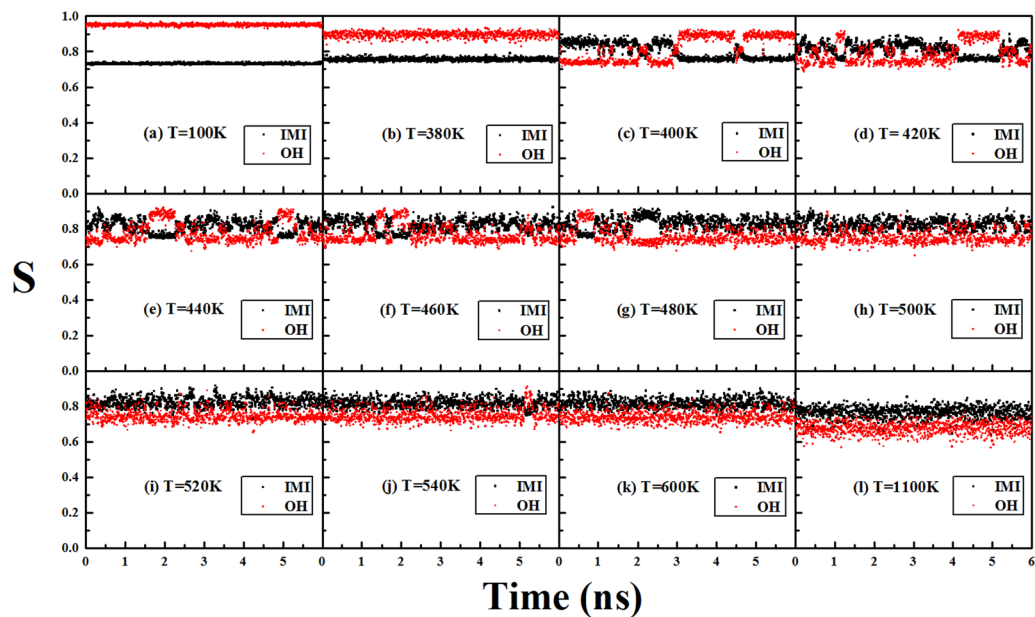 1.0
0.8
0.6
0.4
0.2
0.0
(a) T=100K
IMI
OH
(b) T=380K
IMI
OH
(c) T=400K
IMI
OH
(d) T= 420K
IMI
OH
0.8
0.6
0.4
0.2
0.0
(e) T=440K
IMI
OH
(f) T=460K
IMI
OH
(g) T=480K
IMI
OH
(h) T=500K
IMI
OH
S
0.8
0.6
0.4
0.2
0.0
(i) T=520K
IMI
OH
(j) T=540K
IMI
OH
(k) T=600K
IMI
OH
(l) T=1100K
IMI
OH
0 1 2 3 4 5 0 1 2 3 4 5 0 1 2 3 4 5 0 1 2 3 4 5 6
Time (ns)